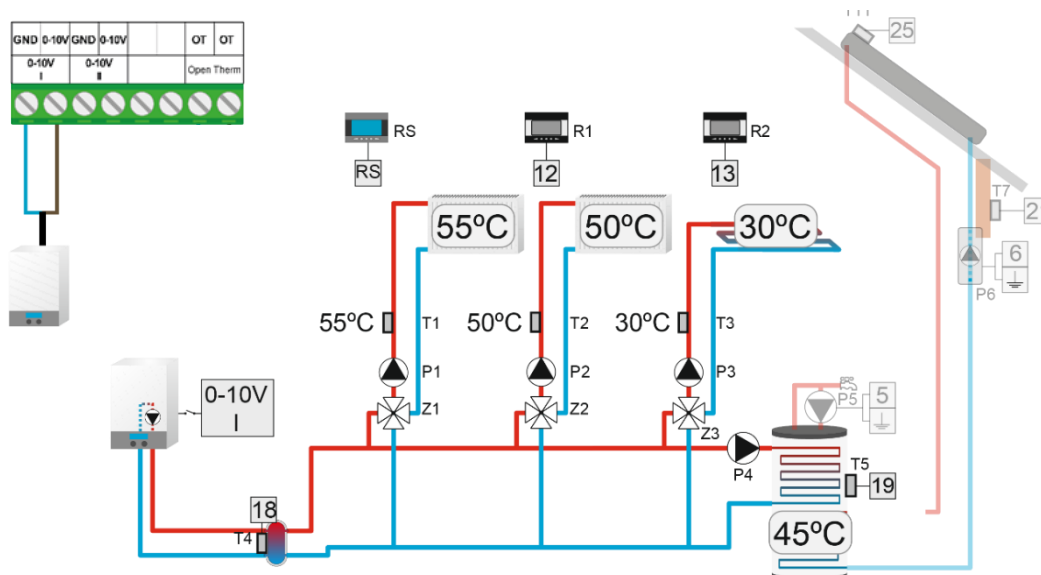 GND 0-10V GND 0-10V OT OT
0-10V I 0-10V II Open Therm
25
RS
R1
R2
RS
12
13
T7
2
55ºC
50ºC
30ºC
6
P6
55ºC
T1
50ºC
T2
30ºC
T3
P1
P2
P3
0-10V
I
P5
5
Z1
Z2
Z3
P4
T5
19
18
T4
45ºC